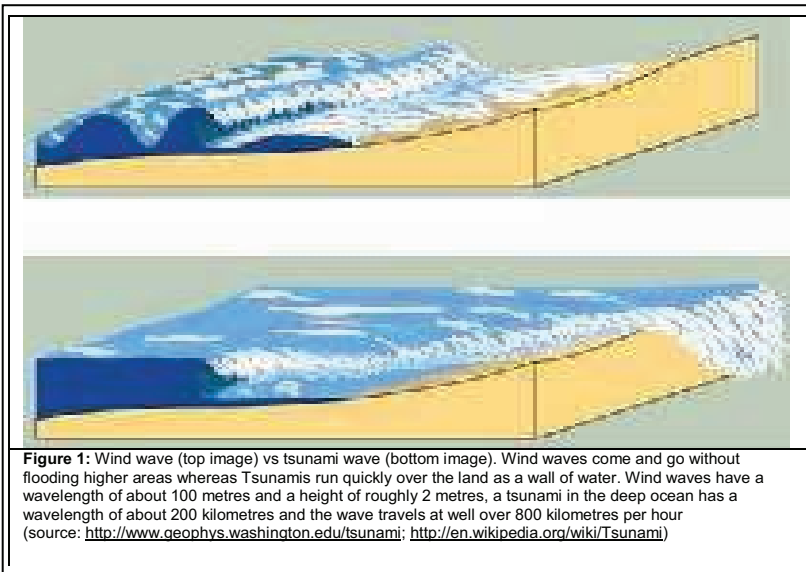 Figure 1: Wind wave (top image) vs tsunami wave (bottom image). Wind waves come and go without
flooding higher areas whereas Tsunamis run quickly over the land as a wall of water. Wind waves have a
wavelength of about 100 metres and a height of roughly 2 metres, a tsunami in the deep ocean has a
wavelength of about 200 kilometres and the wave travels at well over 800 kilometres per hour
(source: http://www.geophys.washington.edu/tsunami; http://en.wikipedia.org/wiki/Tsunami)